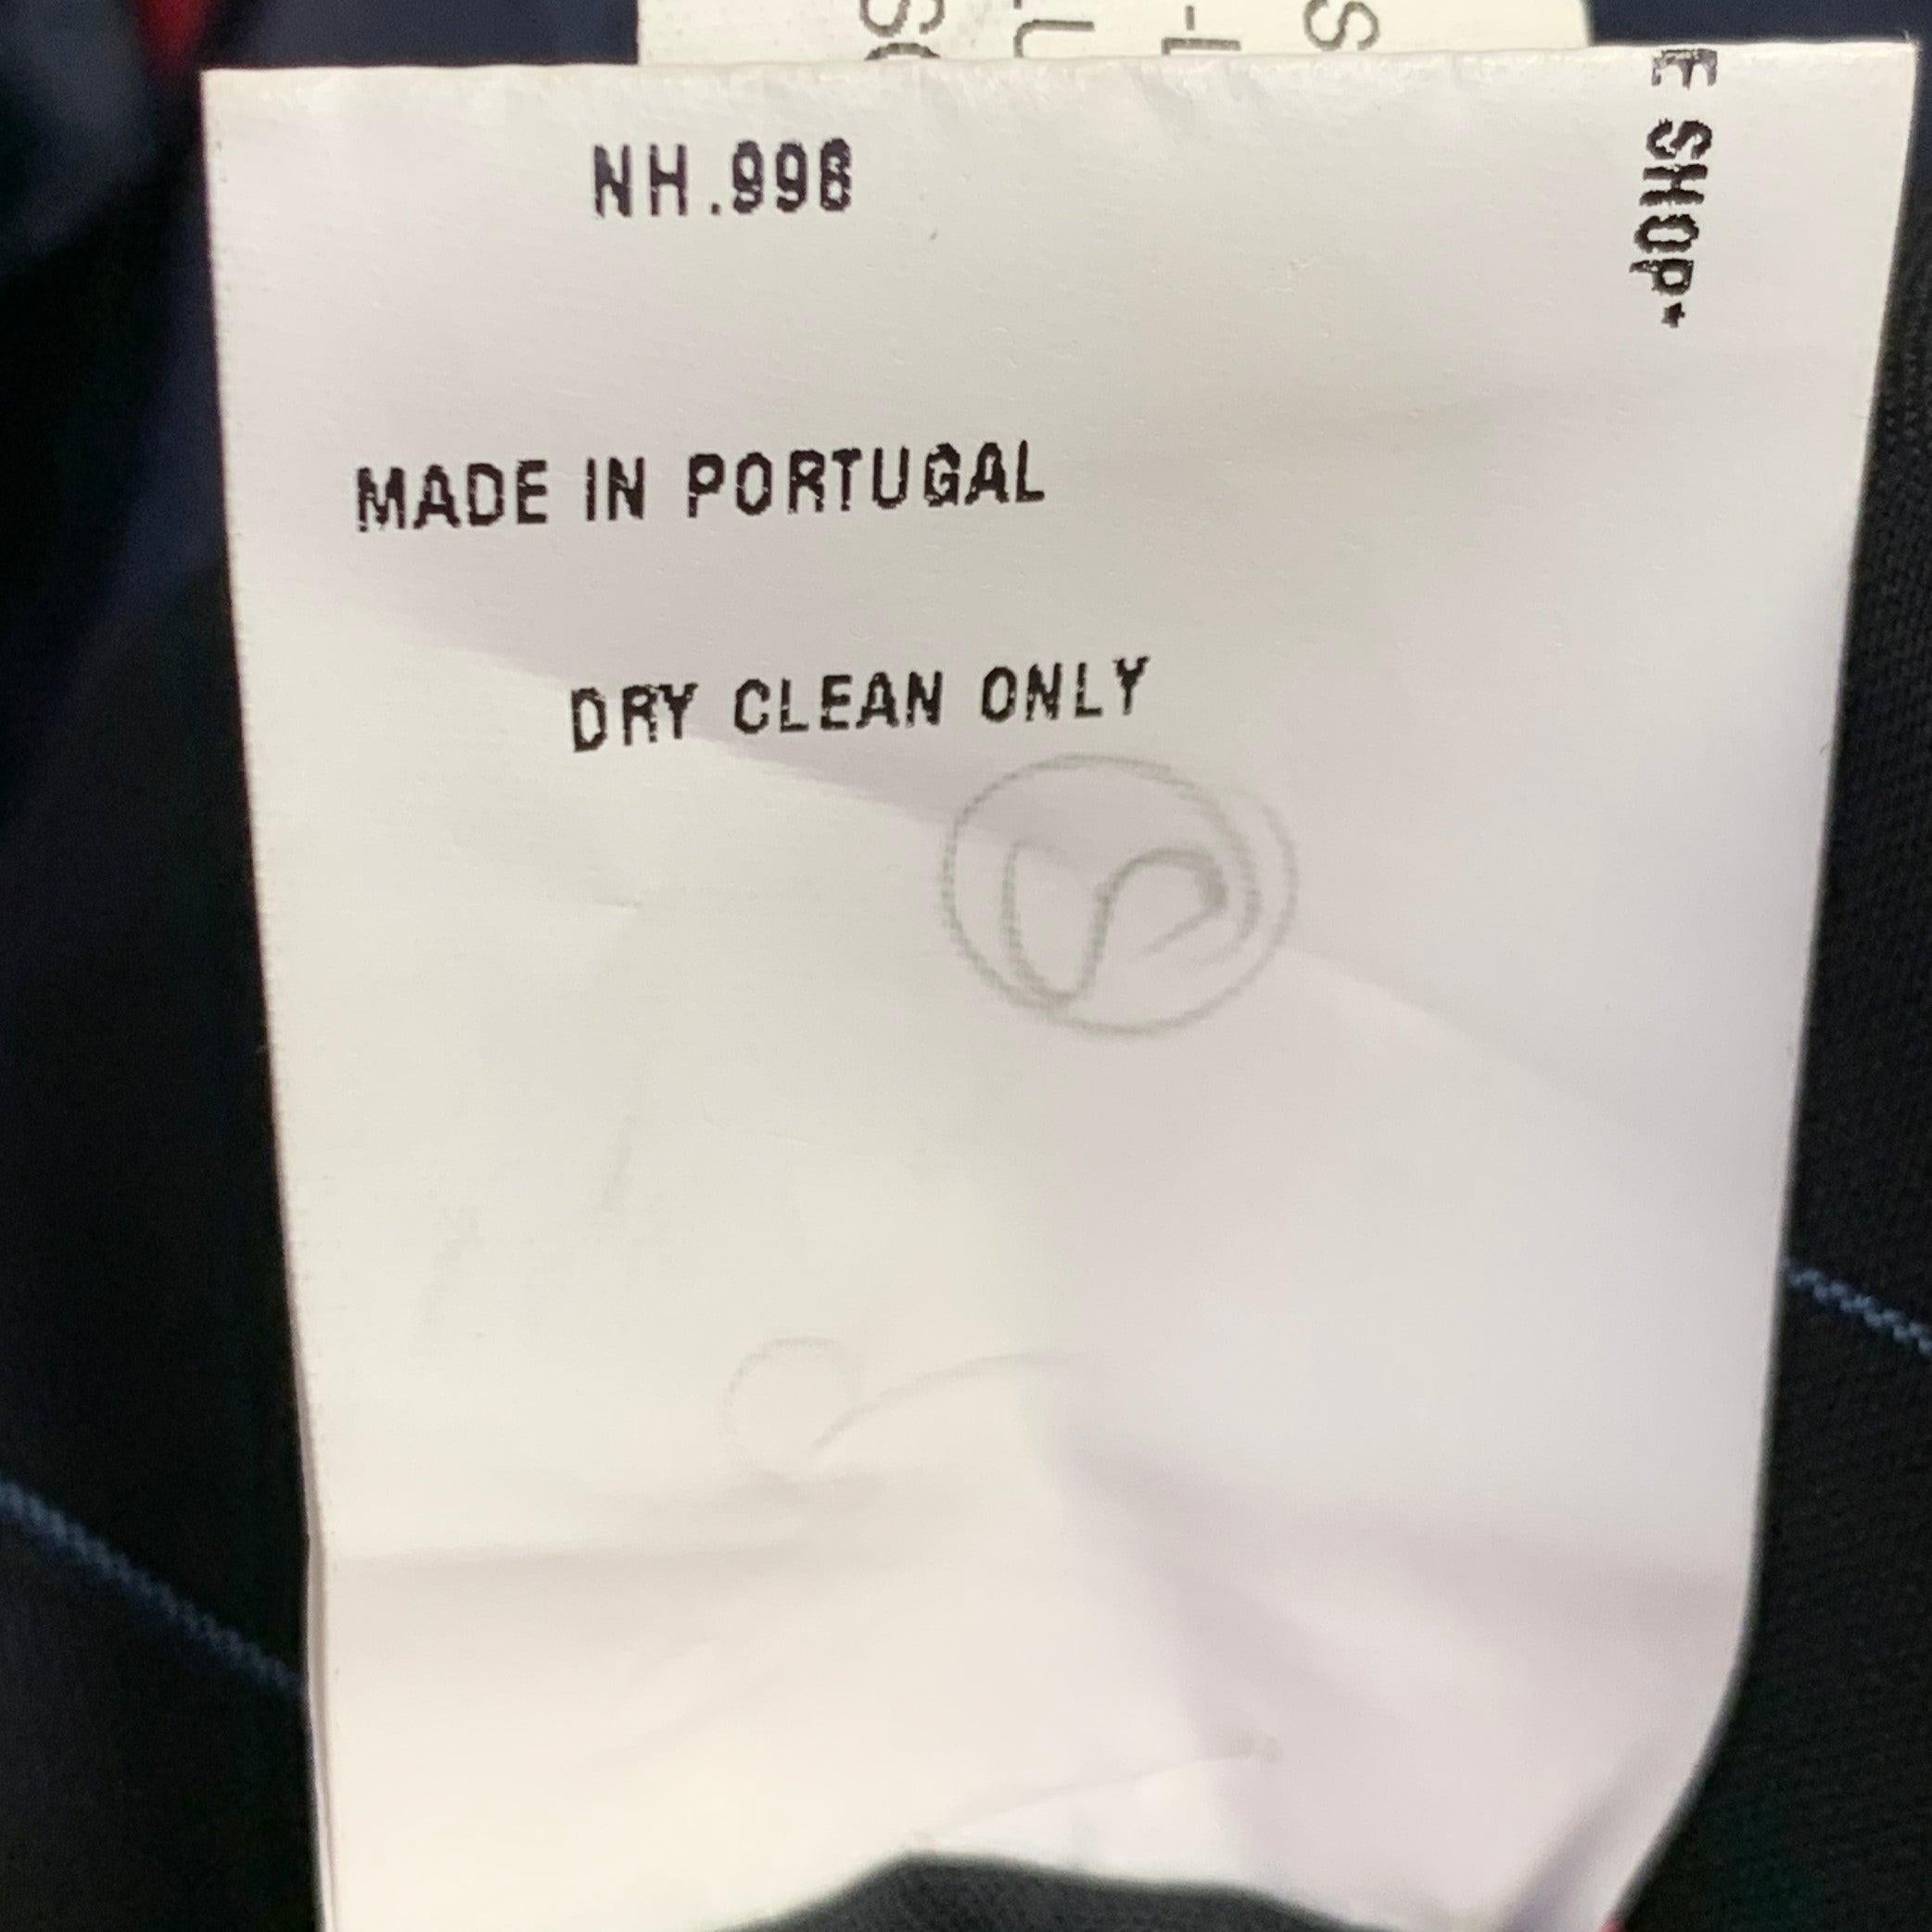 NH.998
MADE IN PORTUGAL
DRY CLEAN ONLY
E SHOP*